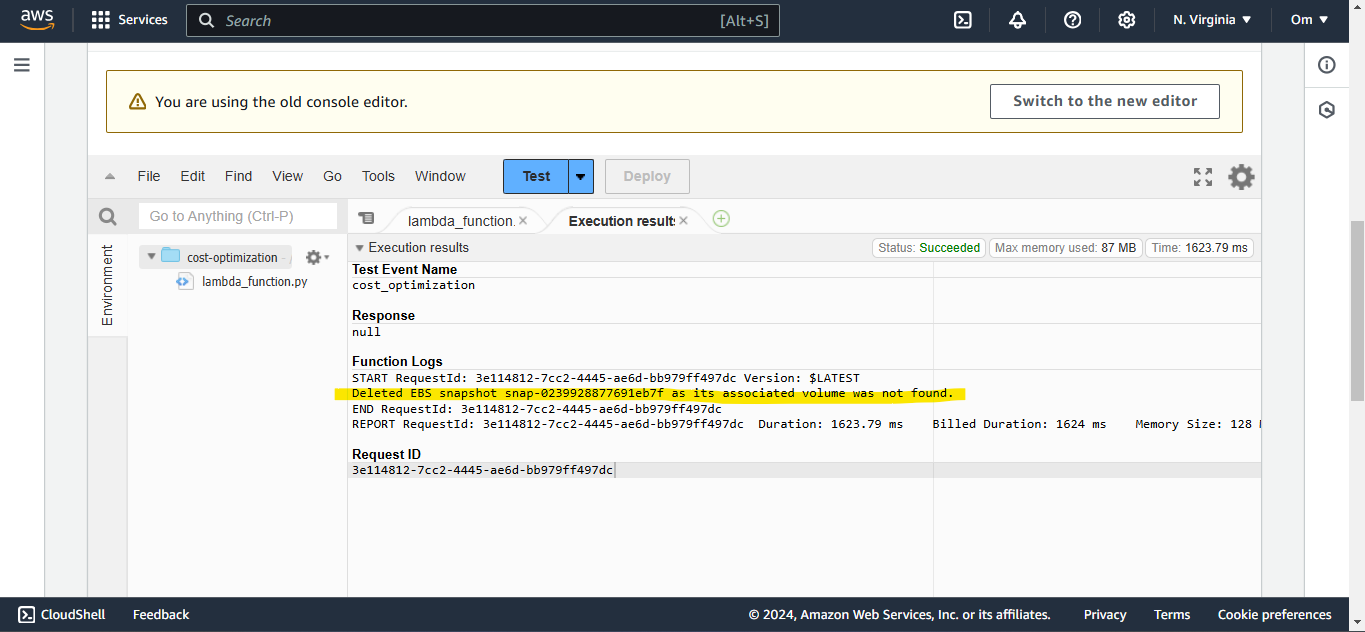 aws Services Search [Alt+S] N. Virginia Om
You are using the old console editor. Switch to the new editor
File Edit Find View Go Tools Window Test Deploy
Go to Anything (Ctrl-P) lambda_function. Execution results
Environment
cost-optimization -
lambda_function.py
Execution results Status: Succeeded Max memory used: 87 MB Time: 1623.79 ms
Test Event Name
cost_optimization
Response
null
Function Logs
START RequestId: 3e114812-7cc2-4445-ae6d-bb979ff497dc Version: $LATEST
Deleted EBS snapshot snap-0239928877691eb7f as its associated volume was not found.
END RequestId: 3e114812-7cc2-4445-ae6d-bb979ff497dc
REPORT RequestId: 3e114812-7cc2-4445-ae6d-bb979ff497dc Duration: 1623.79 ms Billed Duration: 1624 ms Memory Size: 128
Request ID
3e114812-7cc2-4445-ae6d-bb979ff497dc
CloudShell Feedback © 2024, Amazon Web Services, Inc. or its affiliates. Privacy Terms Cookie preferences